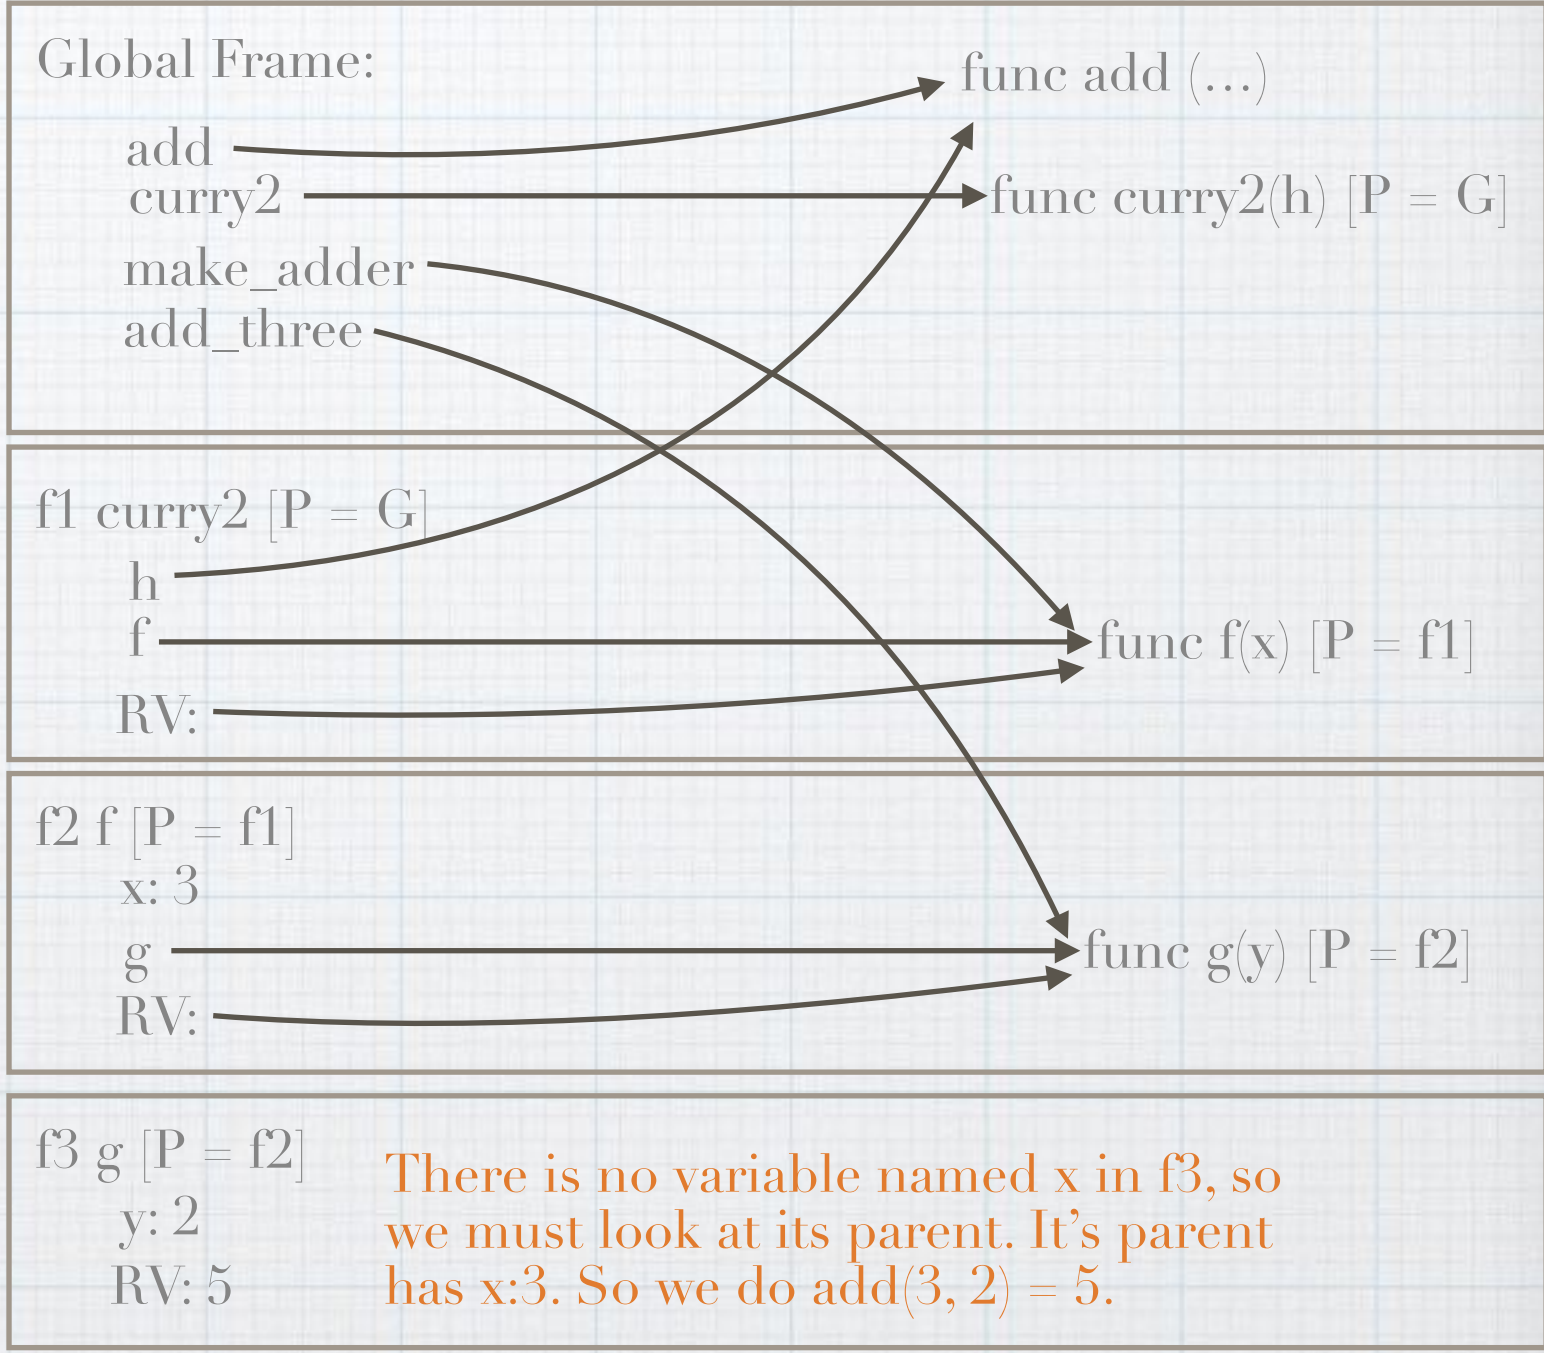 Global Frame:
func add (…)
add
curry2
func curry2(h) [P = G]
make_adder
add_three
f1 curry2 [P = G]
h
f
func f(x) [P = f1]
RV:
f2 f [P = f1]
x: 3
g
func g(y) [P = f2]
RV:
f3 g [P = f2]
y: 2
RV: 5
There is no variable named x in f3, so
we must look at its parent. It’s parent
has x:3. So we do add(3, 2) = 5.